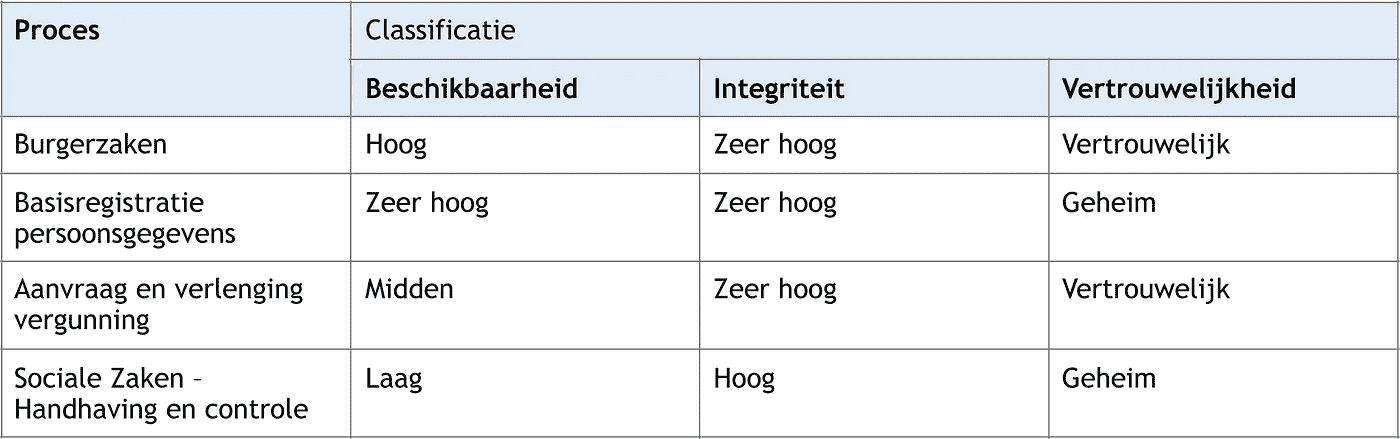 Proces
Classificatie
Beschikbaarheid
Integriteit
Vertrouwelijkheid
Burgerzaken
Hoog
Zeer hoog
Vertrouwelijk
Basisregistratie
persoonsgegevens
Zeer hoog
Zeer hoog
Geheim
Aanvraag en verlenging
vergunning
Midden
Zeer hoog
Vertrouwelijk
Sociale Zaken –
Handhaving en controle
Laag
Hoog
Geheim